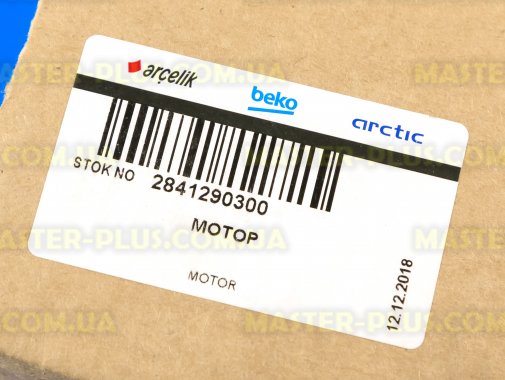 arçelik
beko
arctic
STOK NO 2841290300
МОТОР
MOTOR
12.12.2018
MASTER-PLUS.COM.UA